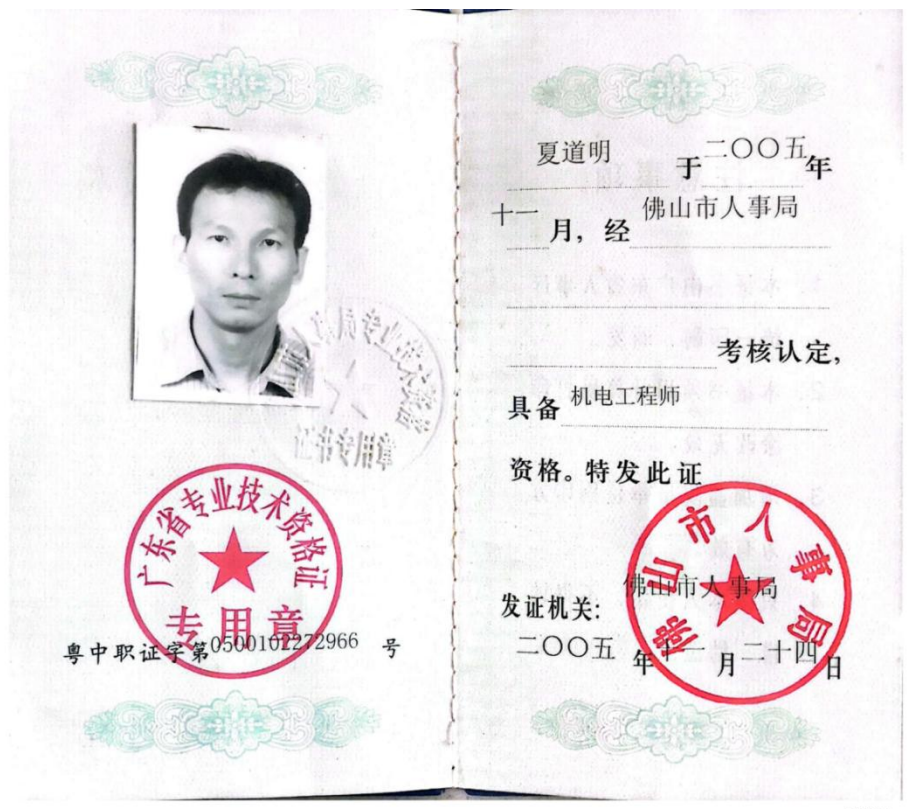 广东省专业技术资格证
专用章
粤中职证字第0500102272966号
夏道明 于二〇〇五年
十一月，经佛山市人事局
考核认定，
具备机电工程师
资格。特发此证
佛山市人事局
发证机关：佛山市人事局
二〇〇五年十一月二十四日
证书专用章